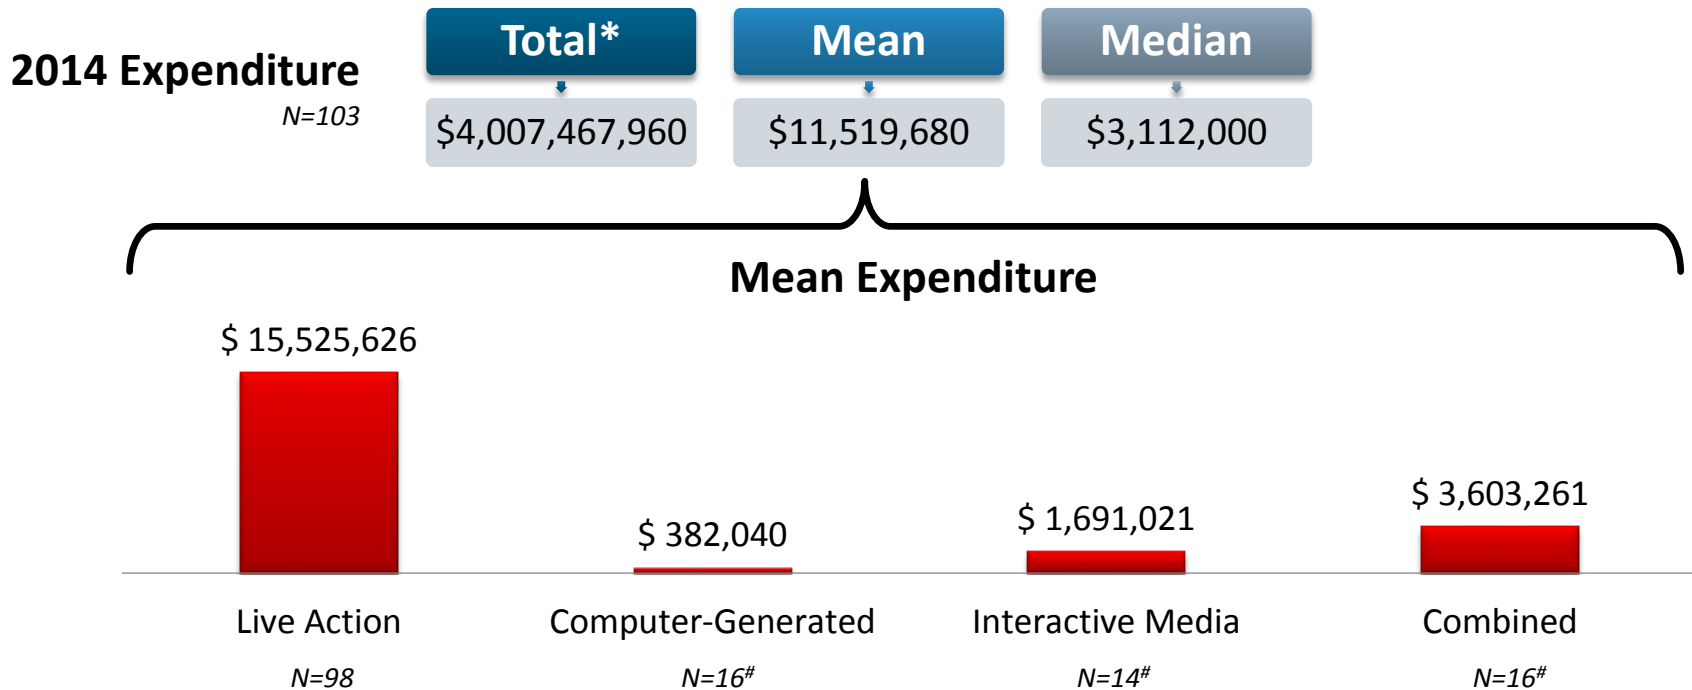 Total* Mean Median
2014 Expenditure
N=103
$4,007,467,960 $11,519,680 $3,112,000
Mean Expenditure
$ 15,525,626
$ 382,040
$ 1,691,021
$ 3,603,261
Live Action Computer-Generated Interactive Media Combined
N=98 N=16# N=14# N=16#